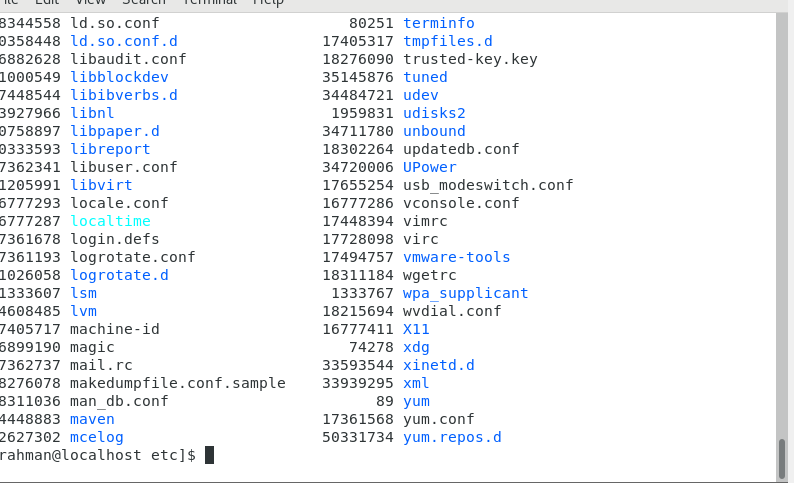 File Edit View Search Terminal Help
8344558 ld.so.conf 80251 terminfo
0358448 ld.so.conf.d 17405317 tmpfiles.d
6882628 libaudit.conf 18276090 trusted-key.key
1000549 libblockdev 35145876 tuned
7448544 libibverbs.d 34484721 udev
3927966 libnl 1959831 udisks2
0758897 libpaper.d 34711780 unbound
0333593 libreport 18302264 updatedb.conf
7362341 libuser.conf 34720006 UPower
1205991 libvirt 17655254 usb_modeswitch.conf
6777293 locale.conf 16777286 vconsole.conf
6777287 localtime 17448394 vimrc
7361678 login.defs 17728098 virc
7361193 logrotate.conf 17494757 vmware-tools
1026058 logrotate.d 18311184 wgetrc
1333607 lsm 1333767 wpa_supplicant
4608485 lvm 18215694 wvdial.conf
7405717 machine-id 16777411 X11
6899190 magic 74278 xdg
7362737 mail.rc 33593544 xinetd.d
8276078 makedumpfile.conf.sample 33939295 xml
8311036 man_db.conf 89 yum
4448883 maven 17361568 yum.conf
2627302 mcelog 50331734 yum.repos.d
rahman@localhost etc]$